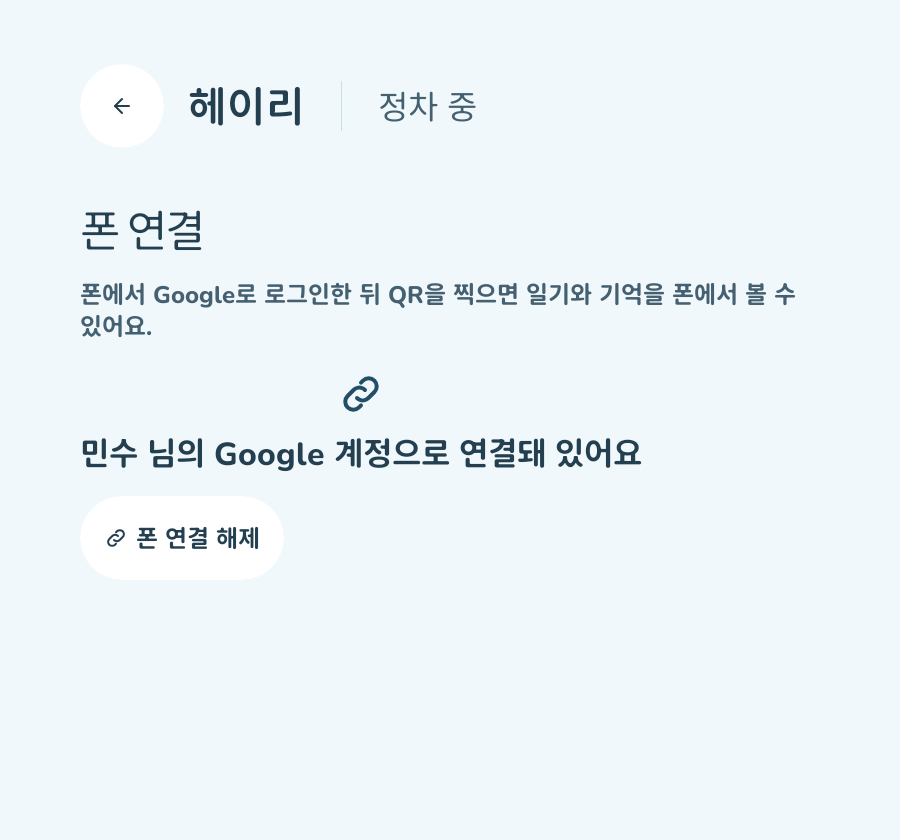 헤이리
정차 중
폰 연결
폰에서 Google로 로그인한 뒤 QR을 찍으면 일기와 기억을 폰에서 볼 수
있어요.
민수 님의 Google 계정으로 연결돼 있어요
폰 연결 해제